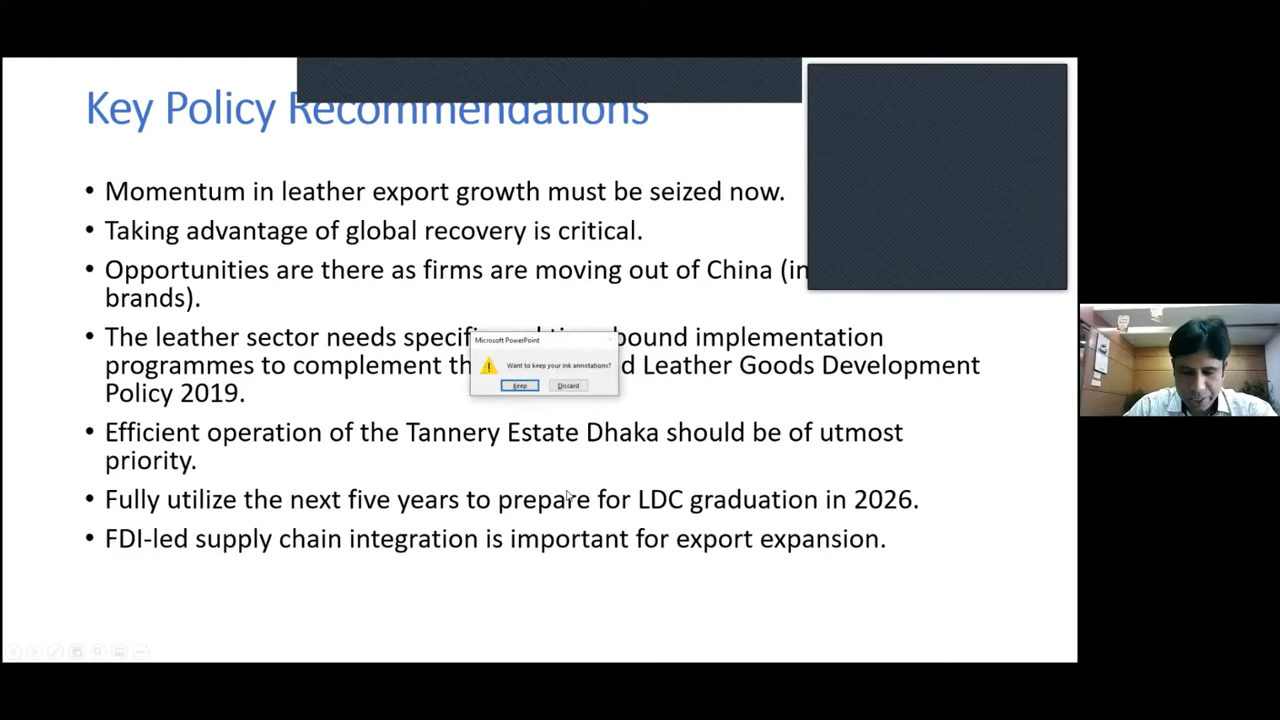 Key Policy Recommendations
• Momentum in leather export growth must be seized now.
• Taking advantage of global recovery is critical.
• Opportunities are there as firms are moving out of China
brands).
• The leather sector needs bound implementation
programmes to complement Leather Goods Development
Policy 2019.
Microsoft PowerPoint
Want to keep your ink annotations?
Keep Discard
• Efficient operation of the Tannery Estate Dhaka should be of utmost
priority.
• Fully utilize the next five years to prepare for LDC graduation in 2026.
• FDI-led supply chain integration is important for export expansion.